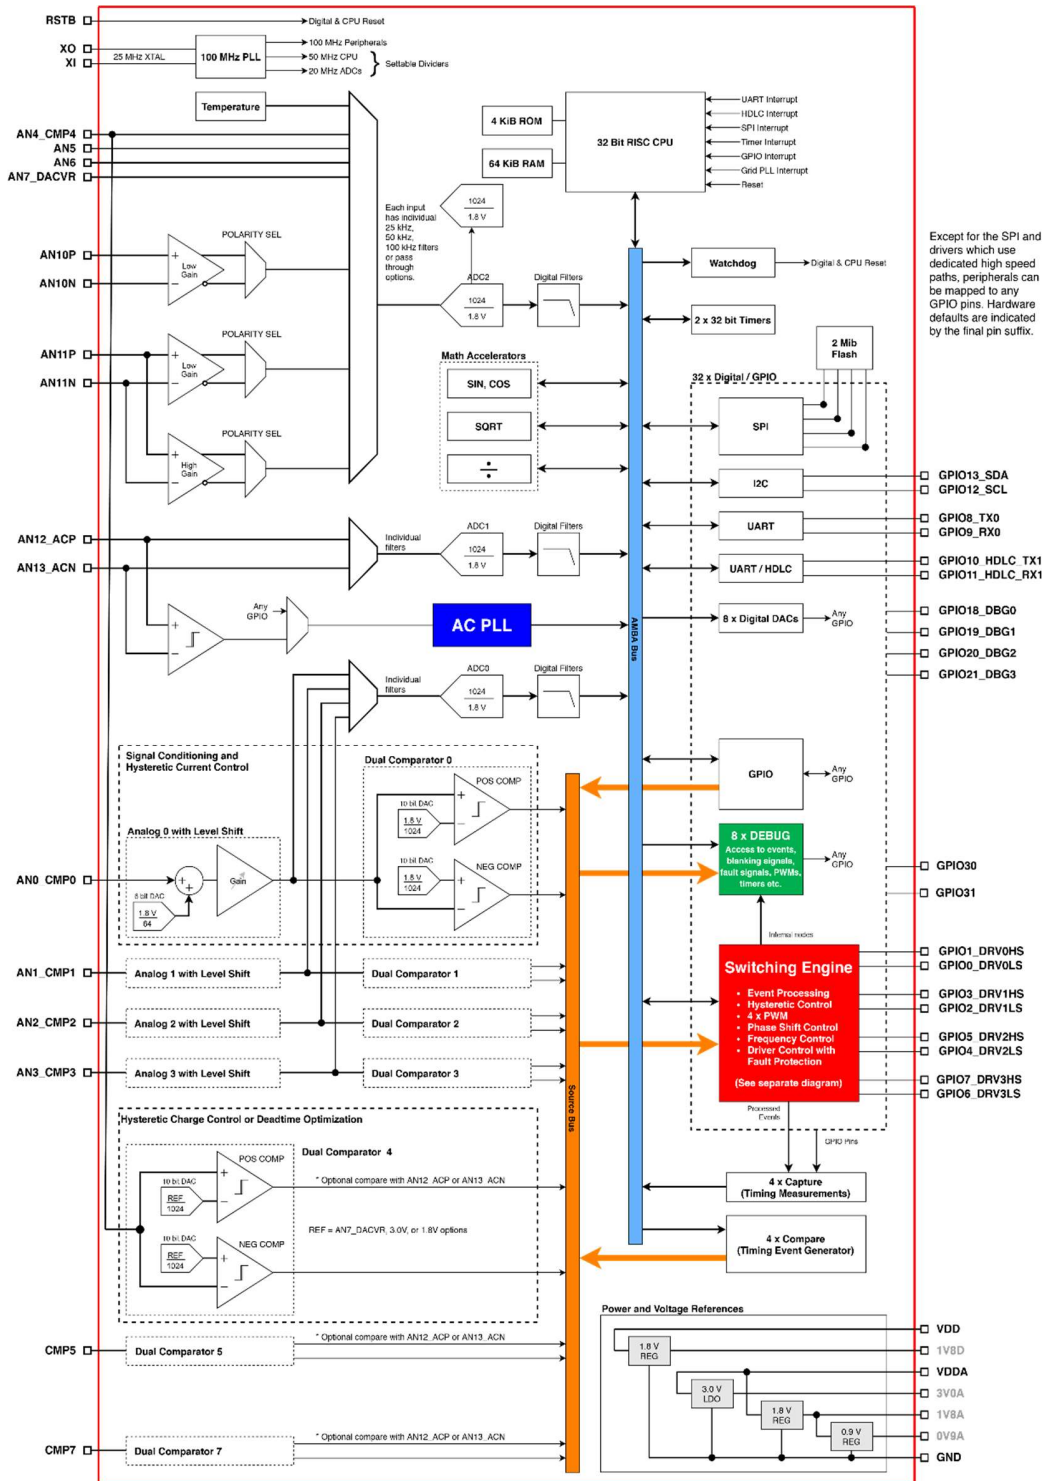 RSTB
Digital & CPU Reset
XO
XI
25 MHz XTAL
100 MHz PLL
100 MHz Peripherals
50 MHz CPU
20 MHz ADCs
Settable Dividers
Temperature
AN4_CMP4
AN5
AN6
AN7_DACVR
4 KiB ROM
64 KiB RAM
32 Bit RISC CPU
UART Interrupt
HDLC Interrupt
SPI Interrupt
Timer Interrupt
GPIO Interrupt
Grid PLL Interrupt
Reset
Each input
has individual
25 kHz,
50 kHz,
100 kHz filters
or pass
through
options.
1024
1.8 V
ADC2
1024
1.8 V
Digital Filters
AN10P
AN10N
+
−
Low
Gain
POLARITY SEL
AN11P
AN11N
+
−
Low
Gain
POLARITY SEL
+
−
High
Gain
POLARITY SEL
Watchdog
Digital & CPU Reset
2 x 32 bit Timers
Except for the SPI and
drivers which use
dedicated high speed
paths, peripherals can
be mapped to any
GPIO pins. Hardware
defaults are indicated
by the final pin suffix.
Math Accelerators
SIN, COS
SQRT
÷
2 Mib
Flash
32 x Digital / GPIO
SPI
I2C
GPIO13_SDA
GPIO12_SCL
UART
GPIO8_TX0
GPIO9_RX0
UART / HDLC
GPIO10_HDLC_TX1
GPIO11_HDLC_RX1
8 x Digital DACs
Any
GPIO
GPIO18_DBG0
GPIO19_DBG1
GPIO20_DBG2
GPIO21_DBG3
AN12_ACP
AN13_ACN
Individual
filters
ADC1
1024
1.8 V
Digital Filters
+
−
Any
GPIO
AC PLL
AMBA Bus
Individual
filters
ADC0
1024
1.8 V
Digital Filters
Signal Conditioning and
Hysteretic Current Control
Dual Comparator 0
POS COMP
10 bit DAC
1.8 V
1024
+
−
10 bit DAC
1.8 V
1024
NEG COMP
+
−
Analog 0 with Level Shift
AN0_CMP0
+
+
Gain
6 bit DAC
1.8 V
64
GPIO
Any
GPIO
8 x DEBUG
Access to events,
blanking signals,
fault signals, PWMs,
timers etc.
Any
GPIO
GPIO30
GPIO31
Internal nodes
AN1_CMP1
Analog 1 with Level Shift
Dual Comparator 1
AN2_CMP2
Analog 2 with Level Shift
Dual Comparator 2
AN3_CMP3
Analog 3 with Level Shift
Dual Comparator 3
Switching Engine
• Event Processing
• Hysteretic Control
• 4 x PWM
• Phase Shift Control
• Frequency Control
• Driver Control with
Fault Protection
(See separate diagram)
GPIO1_DRV0HS
GPIO0_DRV0LS
GPIO3_DRV1HS
GPIO2_DRV1LS
GPIO5_DRV2HS
GPIO4_DRV2LS
GPIO7_DRV3HS
GPIO6_DRV3LS
Source Bus
Processed
Events
GPIO Pins
Hysteretic Charge Control or Deadtime Optimization
POS COMP
Dual Comparator 4
10 bit DAC
REF
1024
+
−
* Optional compare with AN12_ACP or AN13_ACN
REF = AN7_DACVR, 3.0V, or 1.8V options
10 bit DAC
REF
1024
NEG COMP
+
−
4 x Capture
(Timing Measurements)
4 x Compare
(Timing Event Generator)
CMP5
Dual Comparator 5
* Optional compare with AN12_ACP or AN13_ACN
CMP7
Dual Comparator 7
* Optional compare with AN12_ACP or AN13_ACN
Power and Voltage References
1.8 V
REG
3.0 V
LDO
1.8 V
REG
0.9 V
REG
VDD
1V8D
VDDA
3V0A
1V8A
0V9A
GND